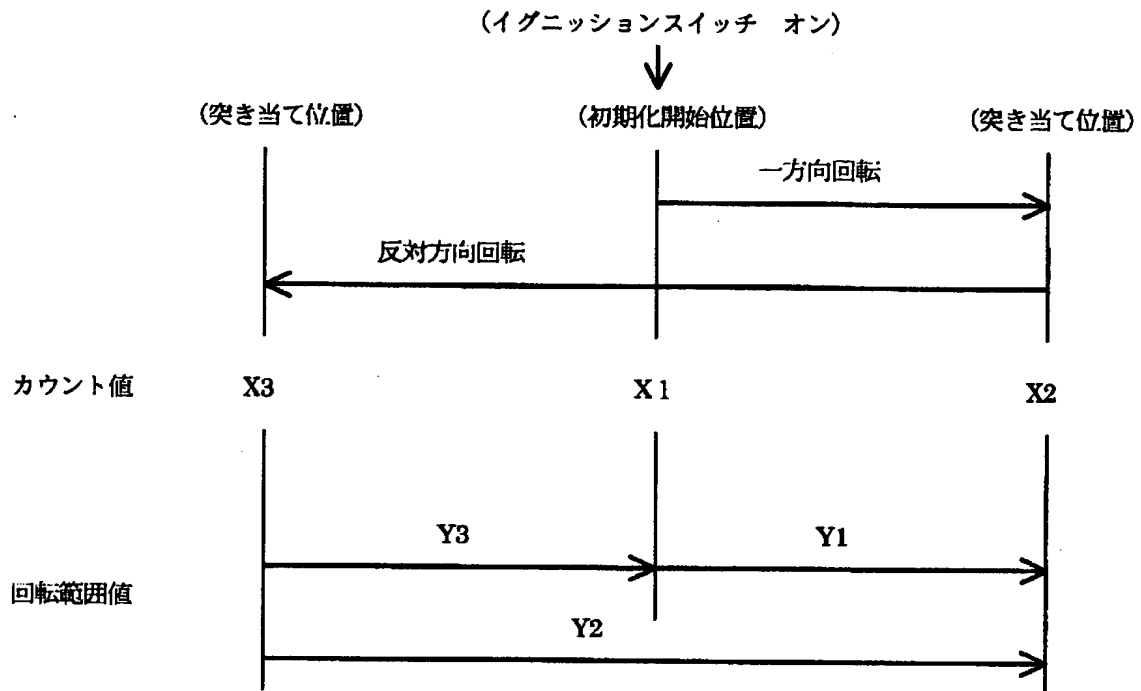 (イグニッションスイッチ オン)
(突き当て位置)
(初期化開始位置)
(突き当て位置)
一方向回転
反対方向回転
カウント値 X3 X1 X2
Y3 Y1
回転範囲値
Y2